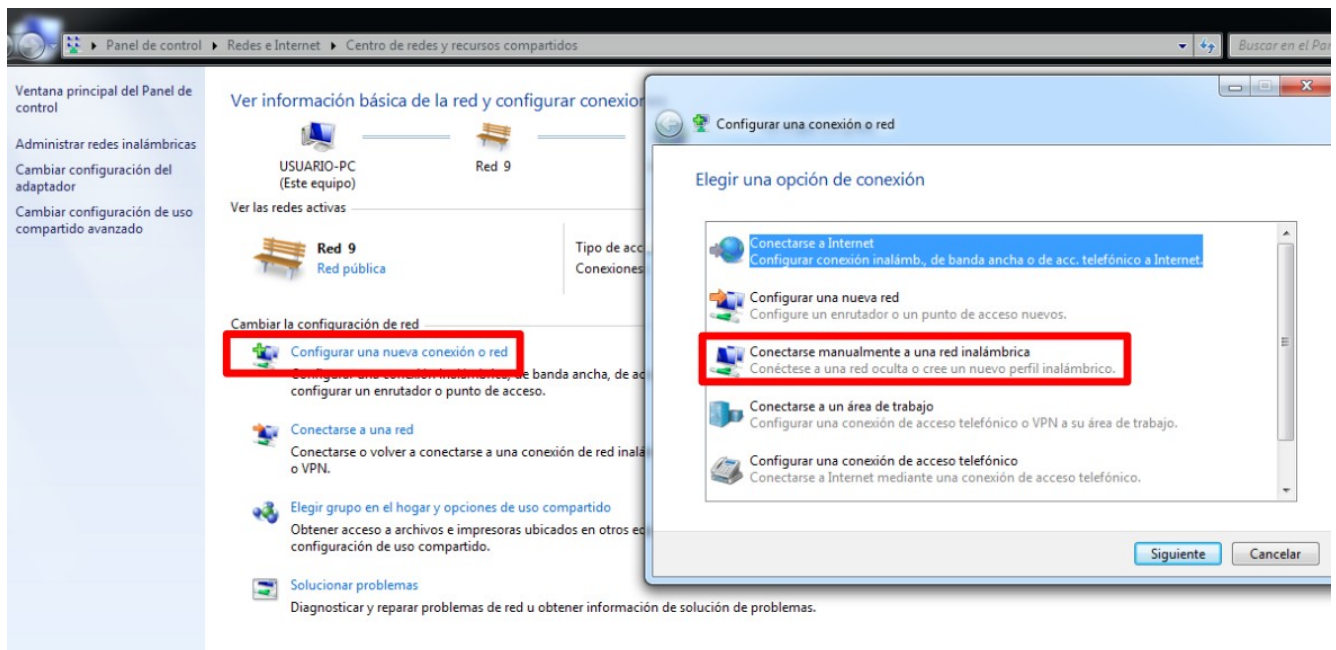 Panel de control ▸ Redes e Internet ▸ Centro de redes y recursos compartidos
Buscar en el Pan
Ventana principal del Panel de
control
Administrar redes inalámbricas
Cambiar configuración del
adaptador
Cambiar configuración de uso
compartido avanzado
Ver información básica de la red y configurar conexion
USUARIO-PC
(Este equipo)
Red 9
Ver las redes activas
Red 9
Red pública
Tipo de acc
Conexiones
Cambiar la configuración de red
Configurar una nueva conexión o red
Configurar una conexión inalámbrica, de banda ancha, de ac
configurar un enrutador o punto de acceso.
Conectarse a una red
Conectarse o volver a conectarse a una conexión de red inalá
o VPN.
Elegir grupo en el hogar y opciones de uso compartido
Obtener acceso a archivos e impresoras ubicados en otros eq
configuración de uso compartido.
Solucionar problemas
Diagnosticar y reparar problemas de red u obtener información de solución de problemas.
Configurar una conexión o red
Elegir una opción de conexión
Conectarse a Internet
Configurar conexión inalámb., de banda ancha o de acc. telefónico a Internet.
Configurar una nueva red
Configure un enrutador o un punto de acceso nuevos.
Conectarse manualmente a una red inalámbrica
Conéctese a una red oculta o cree un nuevo perfil inalámbrico.
Conectarse a un área de trabajo
Configurar una conexión de acceso telefónico o VPN a su área de trabajo.
Configurar una conexión de acceso telefónico
Conectarse a Internet mediante una conexión de acceso telefónico.
Siguiente
Cancelar